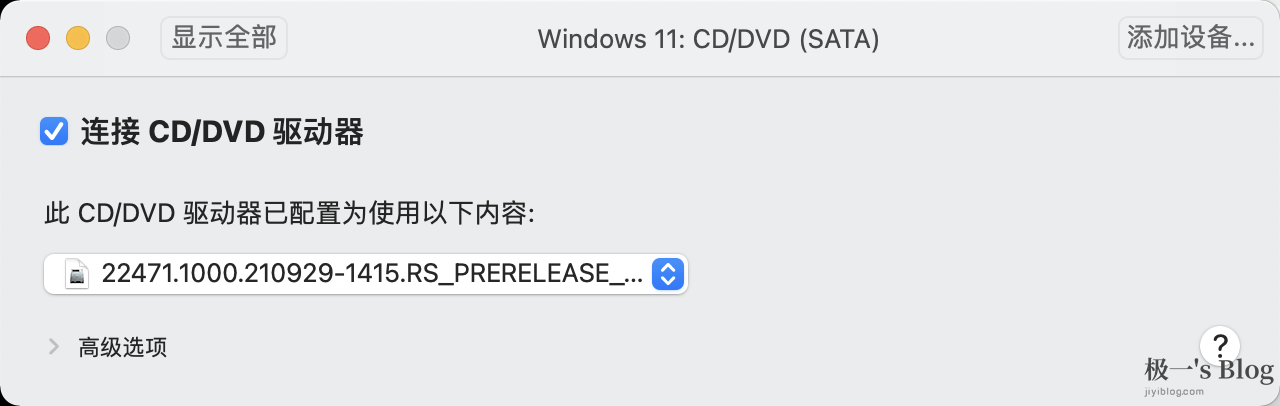 显示全部
Windows 11: CD/DVD (SATA)
添加设备...
连接 CD/DVD 驱动器
此 CD/DVD 驱动器已配置为使用以下内容:
22471.1000.210929-1415.RS_PRERELEASE_...
高级选项
?
极一's Blog
jiyiblog.com